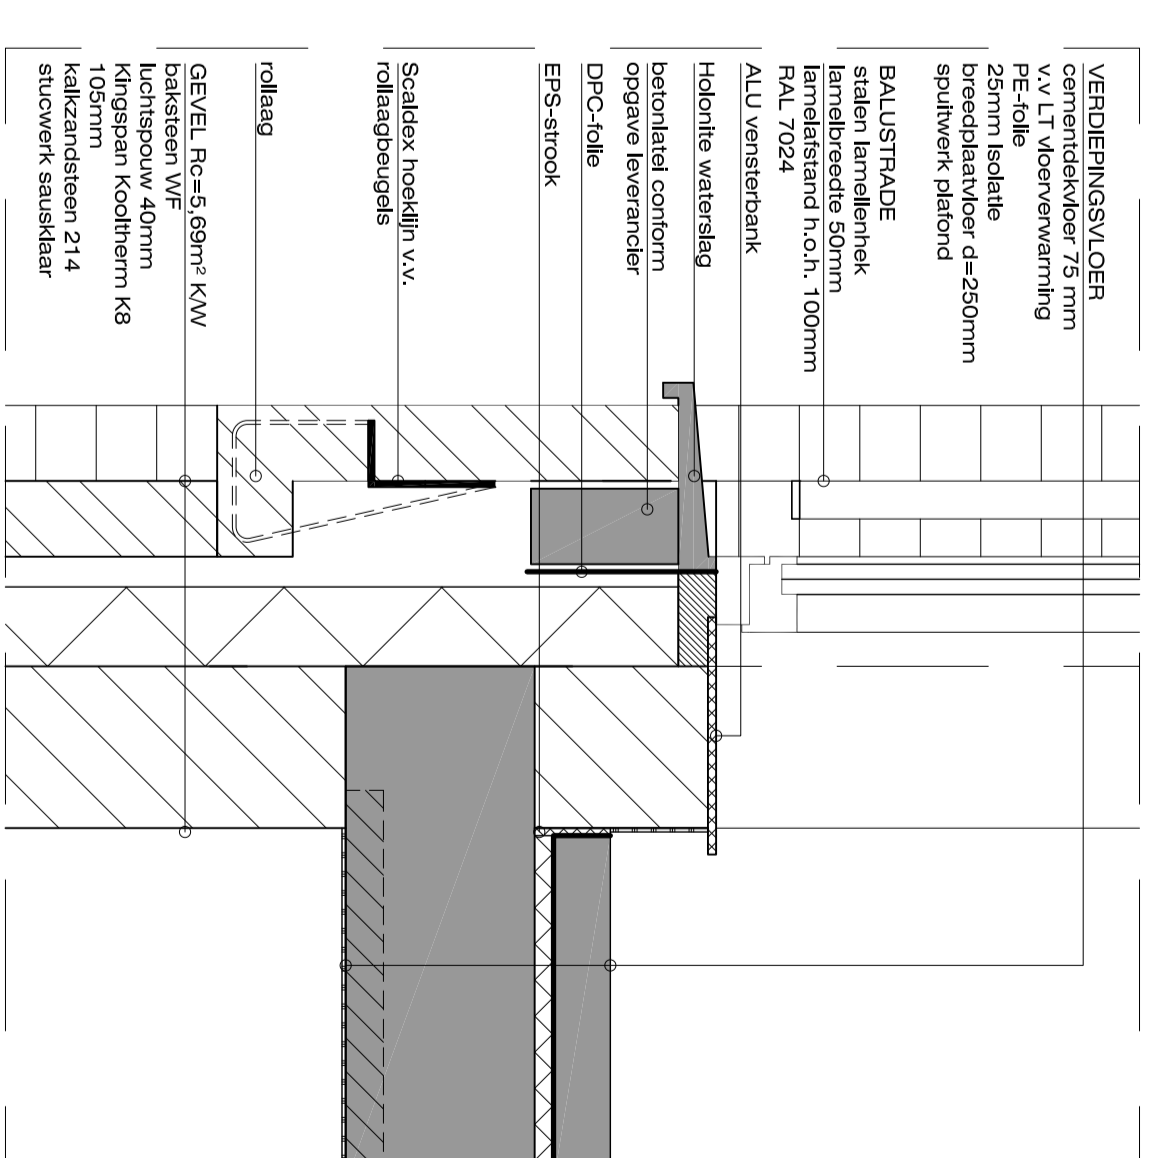 VERDIEPINGSVLOER
cementdekvloer 75 mm
v.v LT vloerverwarming
PE-folie
25mm Isolatie
breedplaatvloer d=250mm
spuitwerk plafond
BALUSTRADE
stalen lamellenhek
lamelbreedte 50mm
lamelafstand h.o.h. 100mm
RAL 7024
ALU vensterbank
Holonite waterslag
betonlatei conform
opgave leverancier
DPC-folie
EPS-strook
Scaldex hoeklijn v.v.
rollaagbeugels
rollaag
GEVEL Rc=5,69m² K/W
baksteen WF
luchtspouw 40mm
Kingspan Kooltherm K8
105mm
kalkzandsteen 214
stucwerk sausklaar